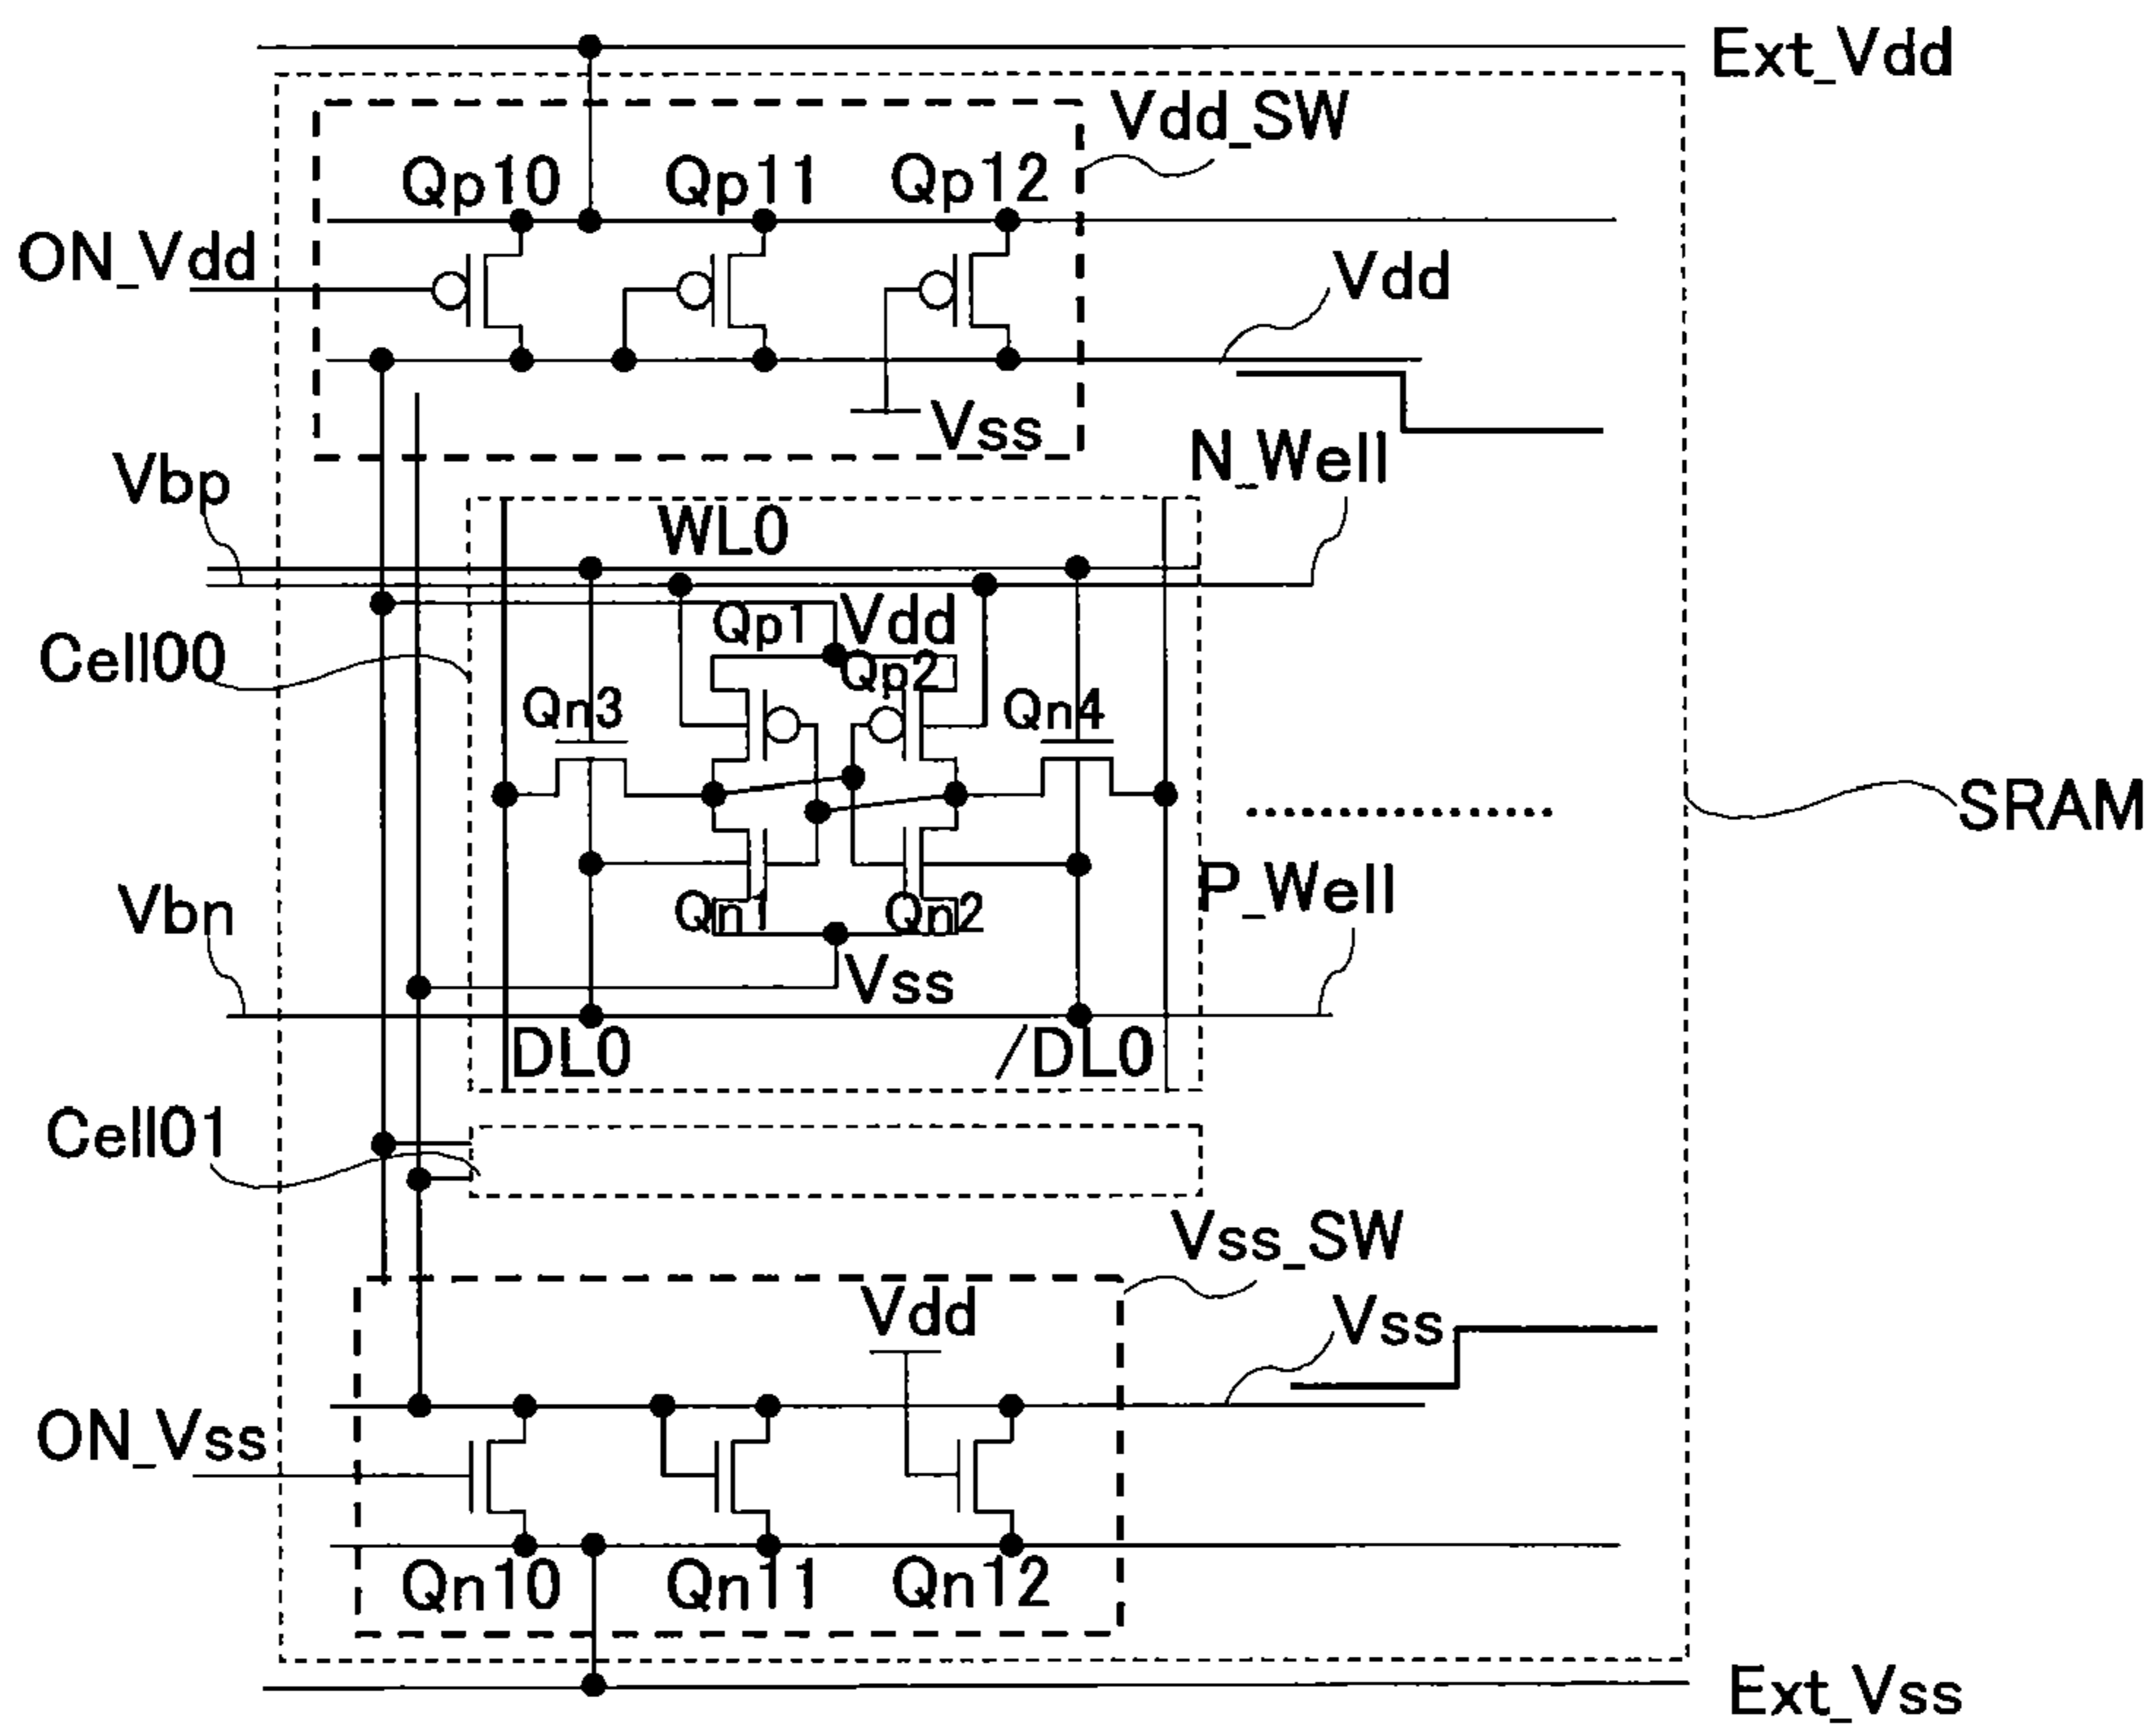 Ext_Vdd
Vdd_SW
Qp10 Qp11 Qp12
ON_Vdd
Vdd
Vss
N_Well
Vbp
WL0
Qp1 Vdd
Cell00
Qp2
Qn3
Qn4
SRAM
P_Well
Vbn
Qn1 Qn2
Vss
DL0 /DL0
Cell01
Vss_SW
Vdd
Vss
ON_Vss
Qn10 Qn11 Qn12
Ext_Vss